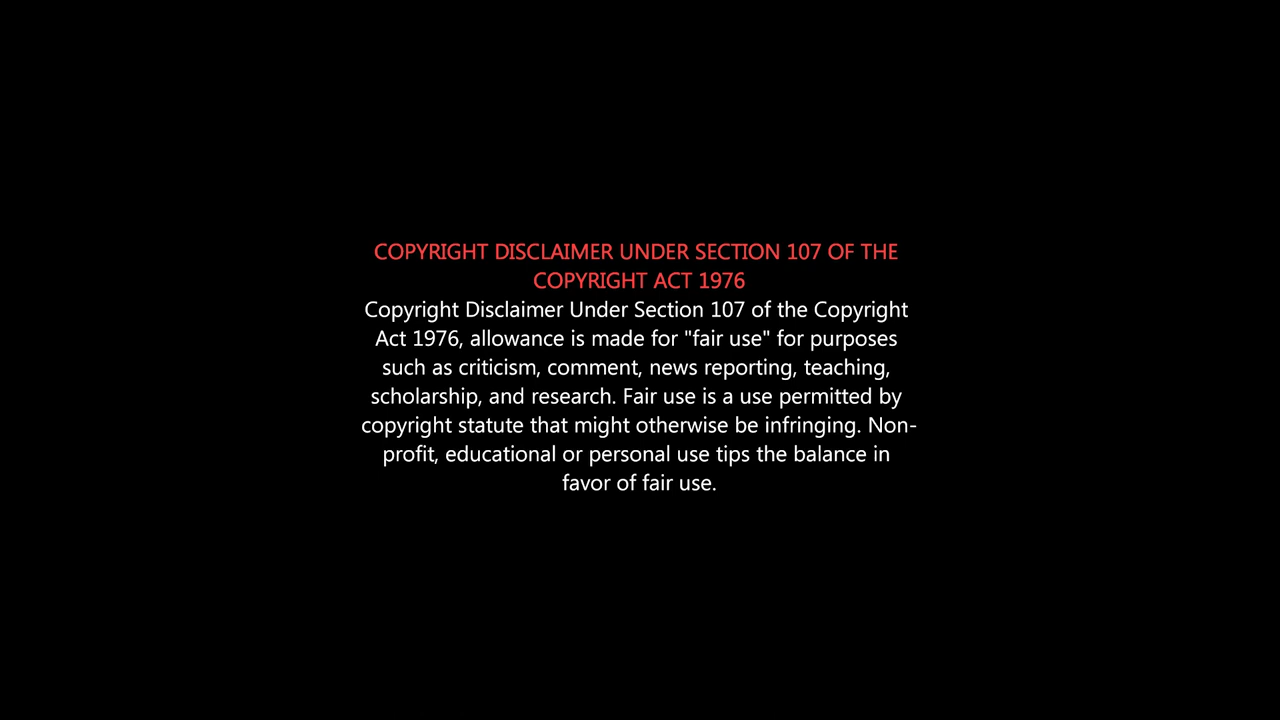 COPYRIGHT DISCLAIMER UNDER SECTION 107 OF THE
COPYRIGHT ACT 1976
Copyright Disclaimer Under Section 107 of the Copyright
Act 1976, allowance is made for "fair use" for purposes
such as criticism, comment, news reporting, teaching,
scholarship, and research. Fair use is a use permitted by
copyright statute that might otherwise be infringing. Non-
profit, educational or personal use tips the balance in
favor of fair use.